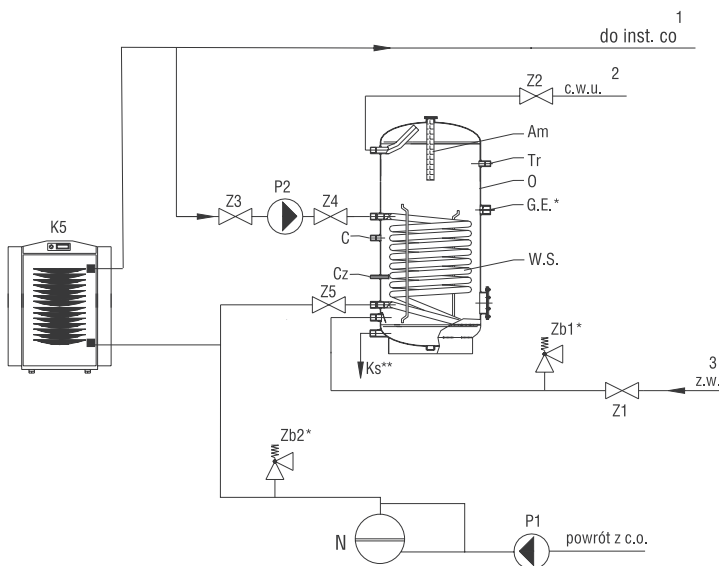 1
do inst. co
2
Z2
c.w.u.
Am
Tr
O
G.E.*
Z3
P2
Z4
K5
C
W.S.
Cz
Z5
Zb1*
Ks**
3
z.w.
Z1
Zb2*
N
P1
powrót z c.o.